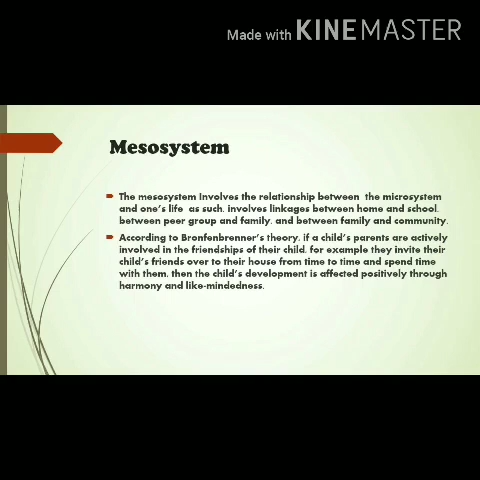 Made with KINEMASTER
Mesosystem
The mesosystem involves the relationship between the microsystem
and one's life as such, involves linkages between home and school,
between peer group and family, and between family and community.
According to Bronfenbrenner's theory, if a child's parents are actively
involved in the friendships of their child, for example they invite their
child's friends over to their house from time to time and spend time
with them, then the child's development is affected positively through
harmony and like-mindedness.